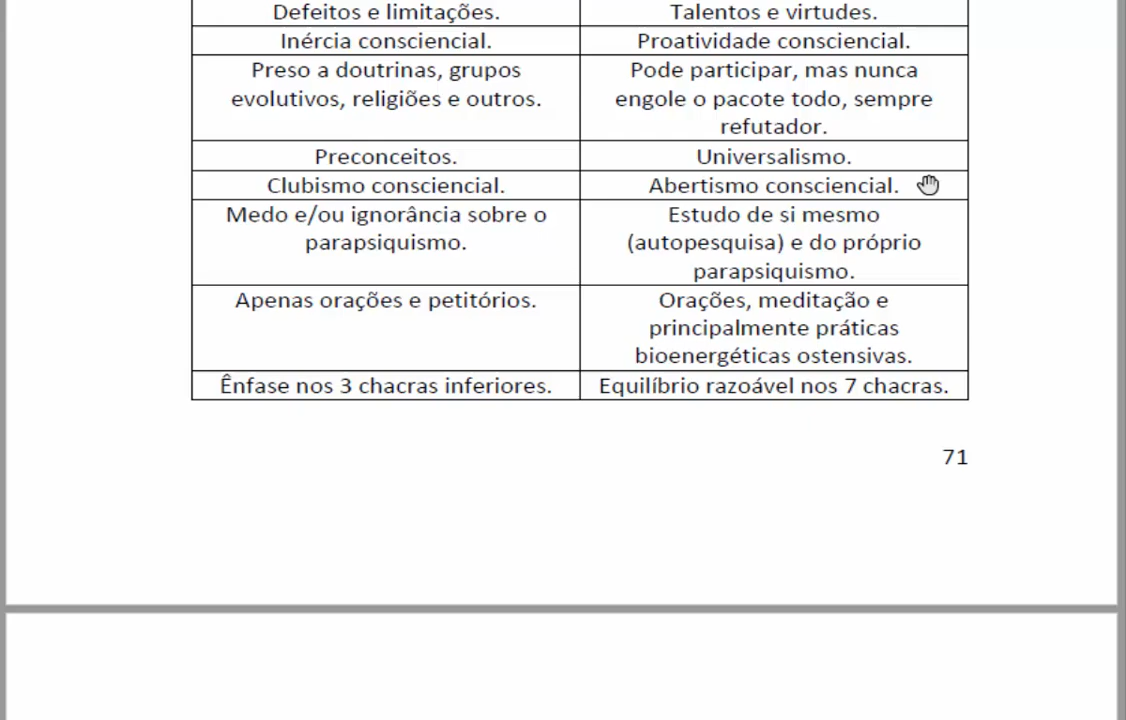 Defeitos e limitações.
Talentos e virtudes.
Inércia consciencial.
Proatividade consciencial.
Preso a doutrinas, grupos
evolutivos, religiões e outros.
Pode participar, mas nunca
engole o pacote todo, sempre
refutador.
Preconceitos.
Universalismo.
Clubismo consciencial.
Abertismo consciencial.
Medo e/ou ignorância sobre o
parapsiquismo.
Estudo de si mesmo
(autopesquisa) e do próprio
parapsiquismo.
Apenas orações e petitórios.
Orações, meditação e
principalmente práticas
bioenergéticas ostensivas.
Ênfase nos 3 chacras inferiores.
Equilíbrio razoável nos 7 chacras.
71